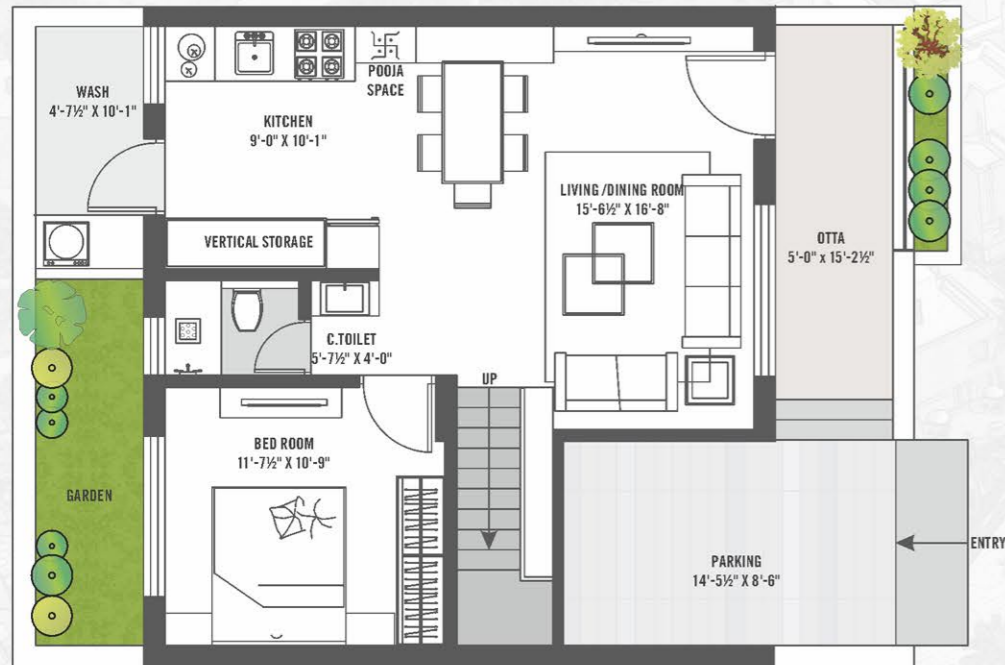 WASH
4'-7½" X 10'-1"
KITCHEN
9'-0" X 10'-1"
POOJA
SPACE
LIVING /DINING ROOM
15'-6½" X 16'-8"
OTTA
5'-0" x 15'-2½"
VERTICAL STORAGE
C.TOILET
5'-7½" X 4'-0"
UP
BED ROOM
11'-7½" X 10'-9"
GARDEN
PARKING
14'-5½" X 8'-6"
ENTRY